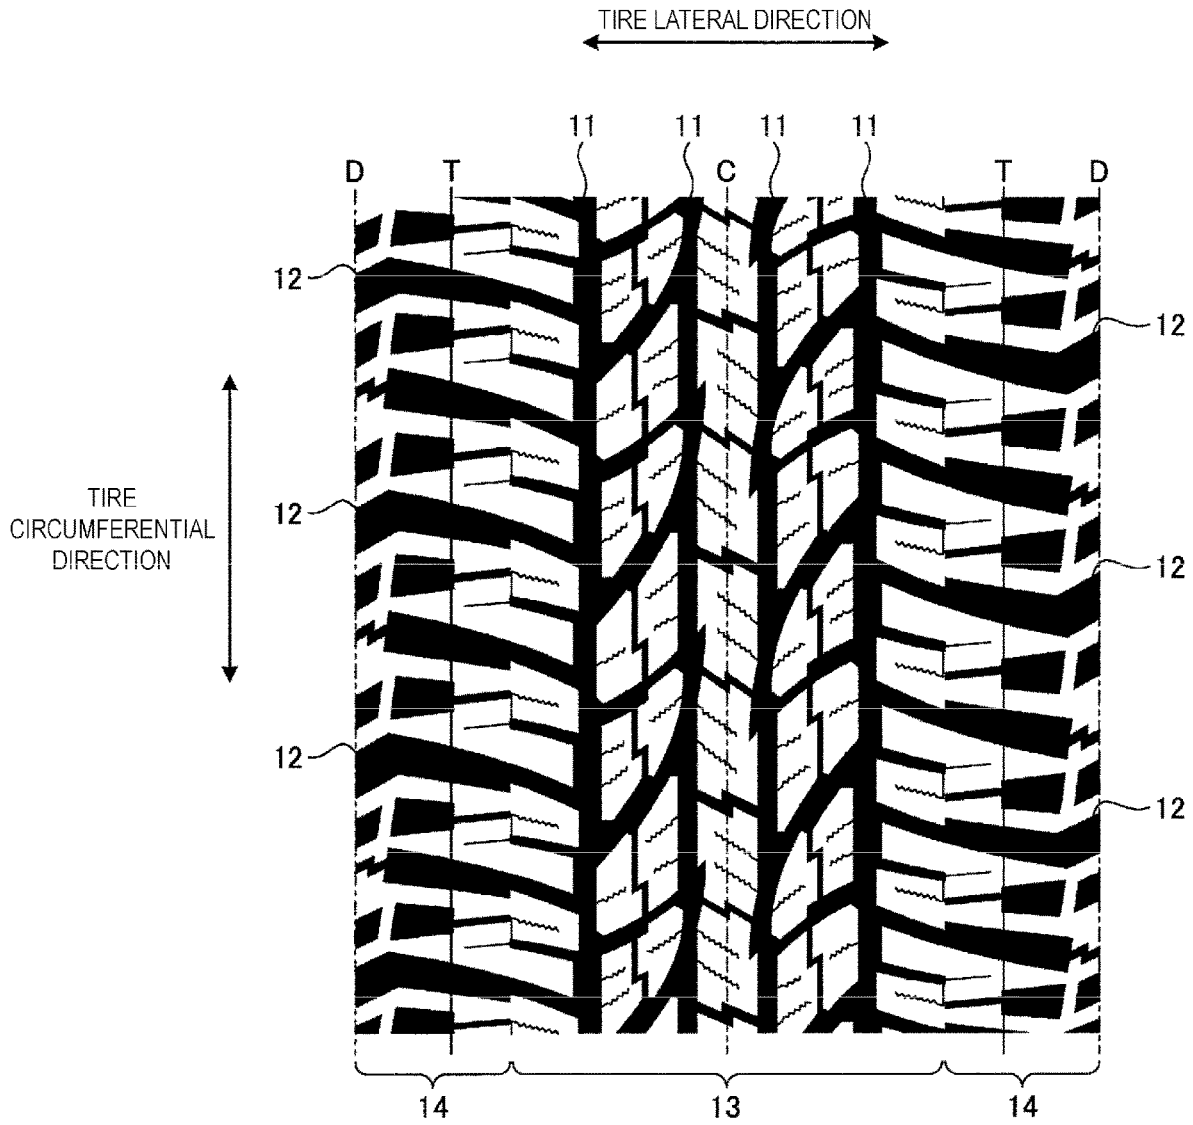 TIRE LATERAL DIRECTION
11 11 11 11
D T C T D
12
12
TIRE
CIRCUMFERENTIAL
DIRECTION
12
12
12
12
14 13 14